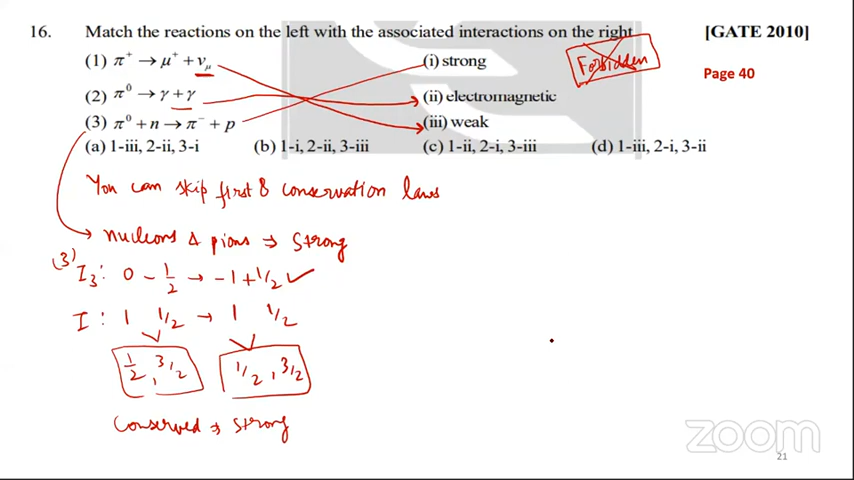 16. Match the reactions on the left with the associated interactions on the right [GATE 2010]
(1) π⁺ → μ⁺ + ν_μ (i) strong Forbidden Page 40
(2) π⁰ → γ + γ (ii) electromagnetic
(3) π⁰ + n → π⁻ + p (iii) weak
(a) 1-iii, 2-ii, 3-i (b) 1-i, 2-ii, 3-iii (c) 1-ii, 2-i, 3-iii (d) 1-iii, 2-i, 3-ii
You can skip first 8 conservation laws
nucleons & pions → strong
(3) I₃: 0 - 1/2 → -1 + 1/2 ✓
I: 1 1/2 → 1 1/2
1/2, 3/2 1/2, 3/2
Conserved → strong
zoom
21